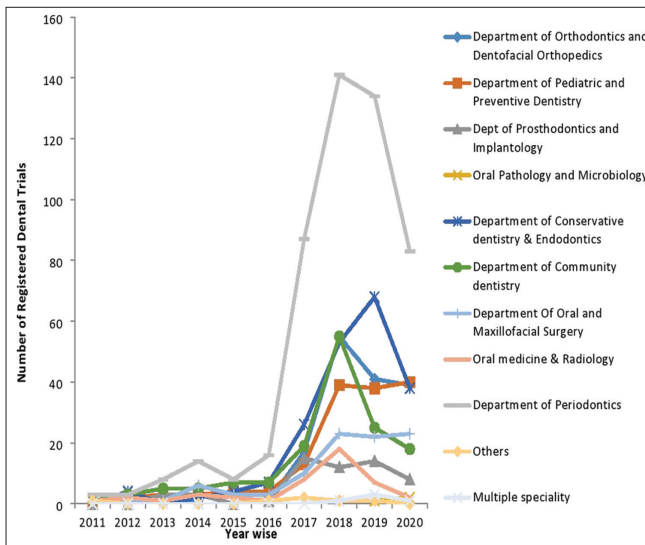 160
140
120
100
80
60
40
20
0
Number of Registered Dental Trials
2011 2012 2013 2014 2015 2016 2017 2018 2019 2020
Year wise
Department of Orthodontics and
Dentofacial Orthopedics
Department of Pediatric and
Preventive Dentistry
Dept of Prosthodontics and
Implantology
Oral Pathology and Microbiology
Department of Conservative
dentistry & Endodontics
Department of Community
dentistry
Department Of Oral and
Maxillofacial Surgery
Oral medicine & Radiology
Department of Periodontics
Others
Multiple speciality